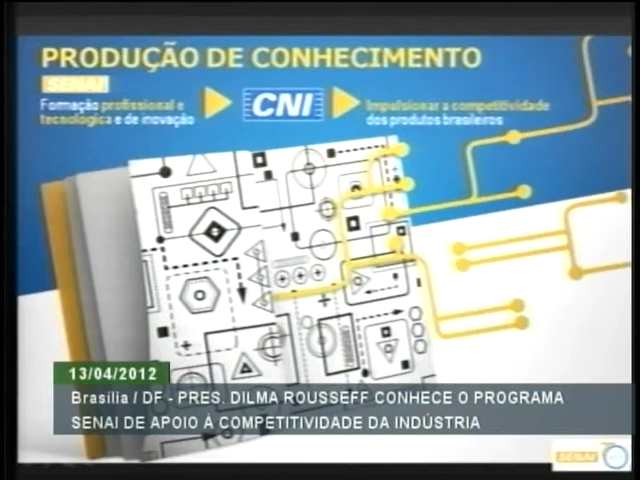 PRODUÇÃO DE CONHECIMENTO
SENAI
Formação profissional e
tecnologica e de inovação
CNI
Impulsionar a competitividade
dos produtos brasileiros
13/04/2012
Brasília / DF - PRES. DILMA ROUSSEFF CONHECE O PROGRAMA
SENAI DE APOIO À COMPETITIVIDADE DA INDÚSTRIA
SENAI